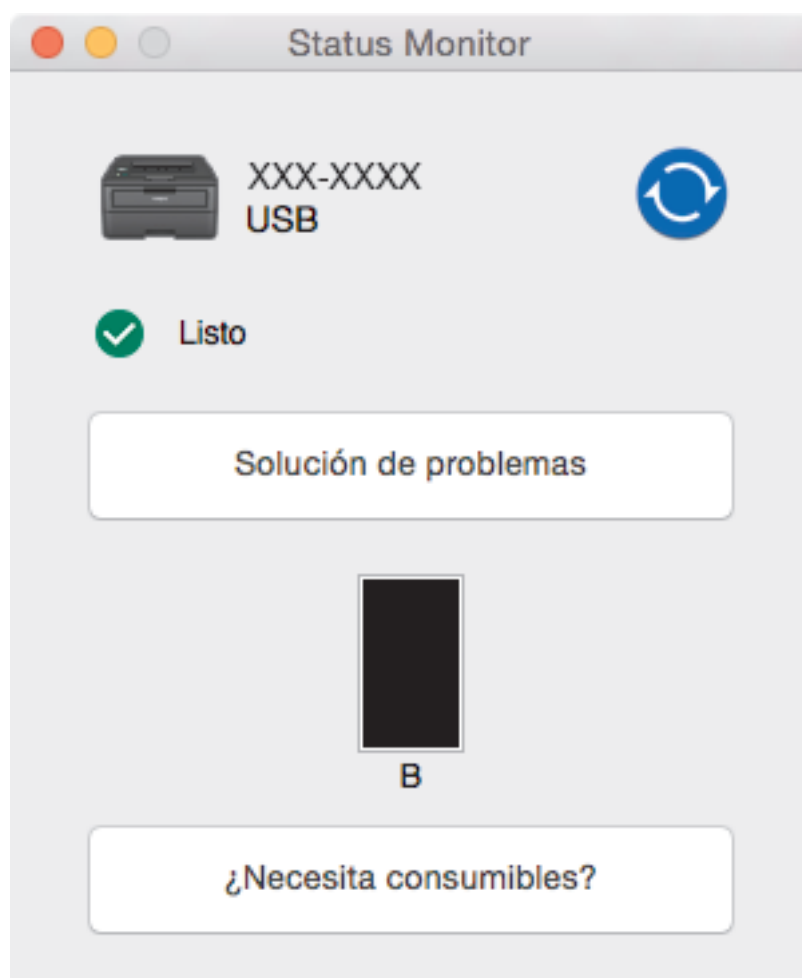 Status Monitor
XXX-XXXX
USB
Listo
Solución de problemas
B
¿Necesita consumibles?